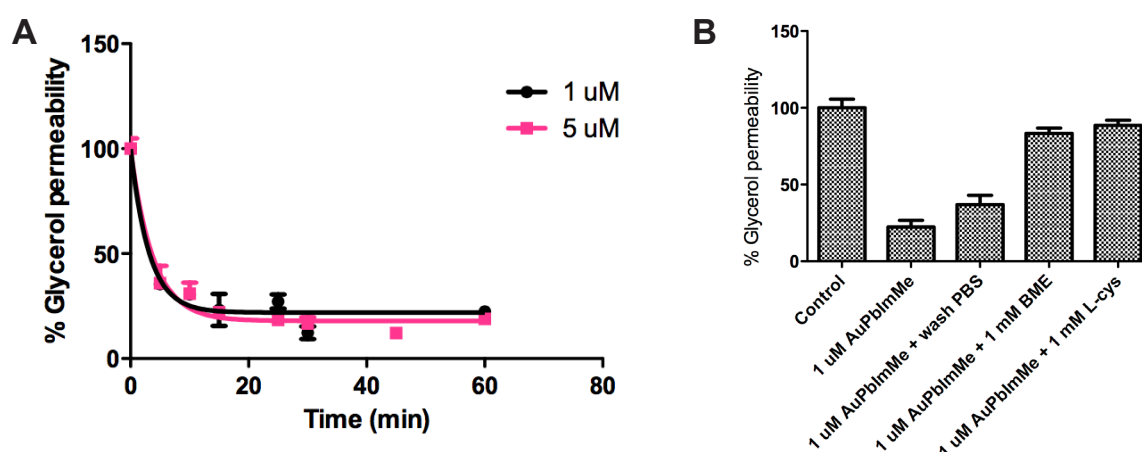 A
% Glycerol permeability
150
100
50
0
0
20
40
60
80
Time (min)
1 uM
5 uM
B
% Glycerol permeability
150
100
50
0
Control
1 uM AuPbImMe
1 uM AuPbImMe + wash PBS
1 uM AuPbImMe + 1 mM BME
1 uM AuPbImMe + 1 mM L-cys